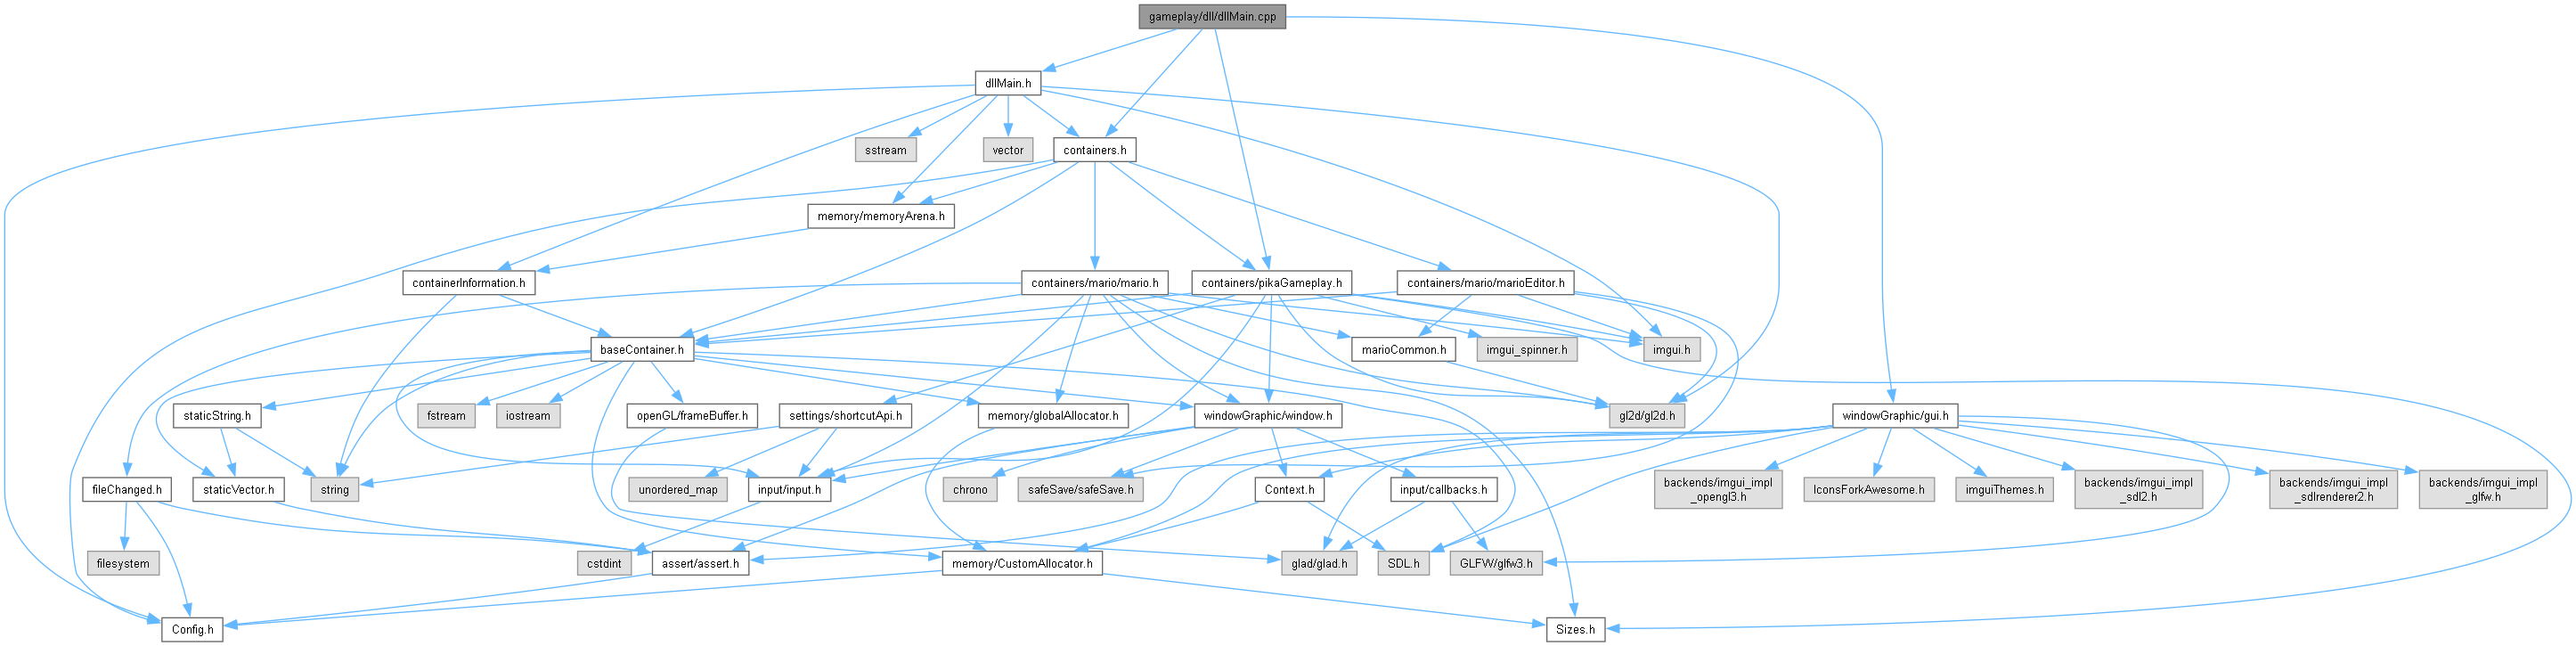 gameplay/dll/dllMain.cpp
dllMain.h
sstream
vector
containers.h
memory/memoryArena.h
containerInformation.h
containers/mario/mario.h
containers/pikaGameplay.h
containers/mario/marioEditor.h
baseContainer.h
marioCommon.h
imgui_spinner.h
imgui.h
staticString.h
fstream
iostream
openGL/frameBuffer.h
settings/shortcutApi.h
memory/globalAllocator.h
windowGraphic/window.h
gl2d/gl2d.h
windowGraphic/gui.h
fileChanged.h
staticVector.h
string
unordered_map
input/input.h
chrono
safeSave/safeSave.h
Context.h
input/callbacks.h
backends/imgui_impl
_opengl3.h
IconsForkAwesome.h
imguiThemes.h
backends/imgui_impl
_sdl2.h
backends/imgui_impl
_sdlrenderer2.h
backends/imgui_impl
_glfw.h
filesystem
cstdint
assert/assert.h
memory/CustomAllocator.h
glad/glad.h
SDL.h
GLFW/glfw3.h
Config.h
Sizes.h